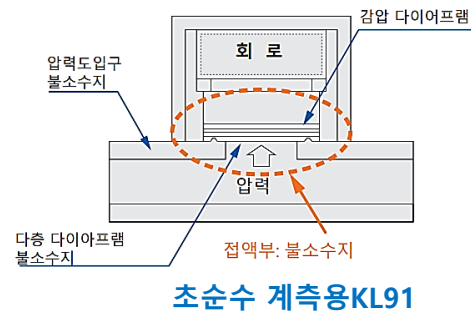 감압 다이어프램
회 로
압력도입구
불소수지
압력
다층 다이아프램
불소수지
접액부: 불소수지
초순수 계측용KL91